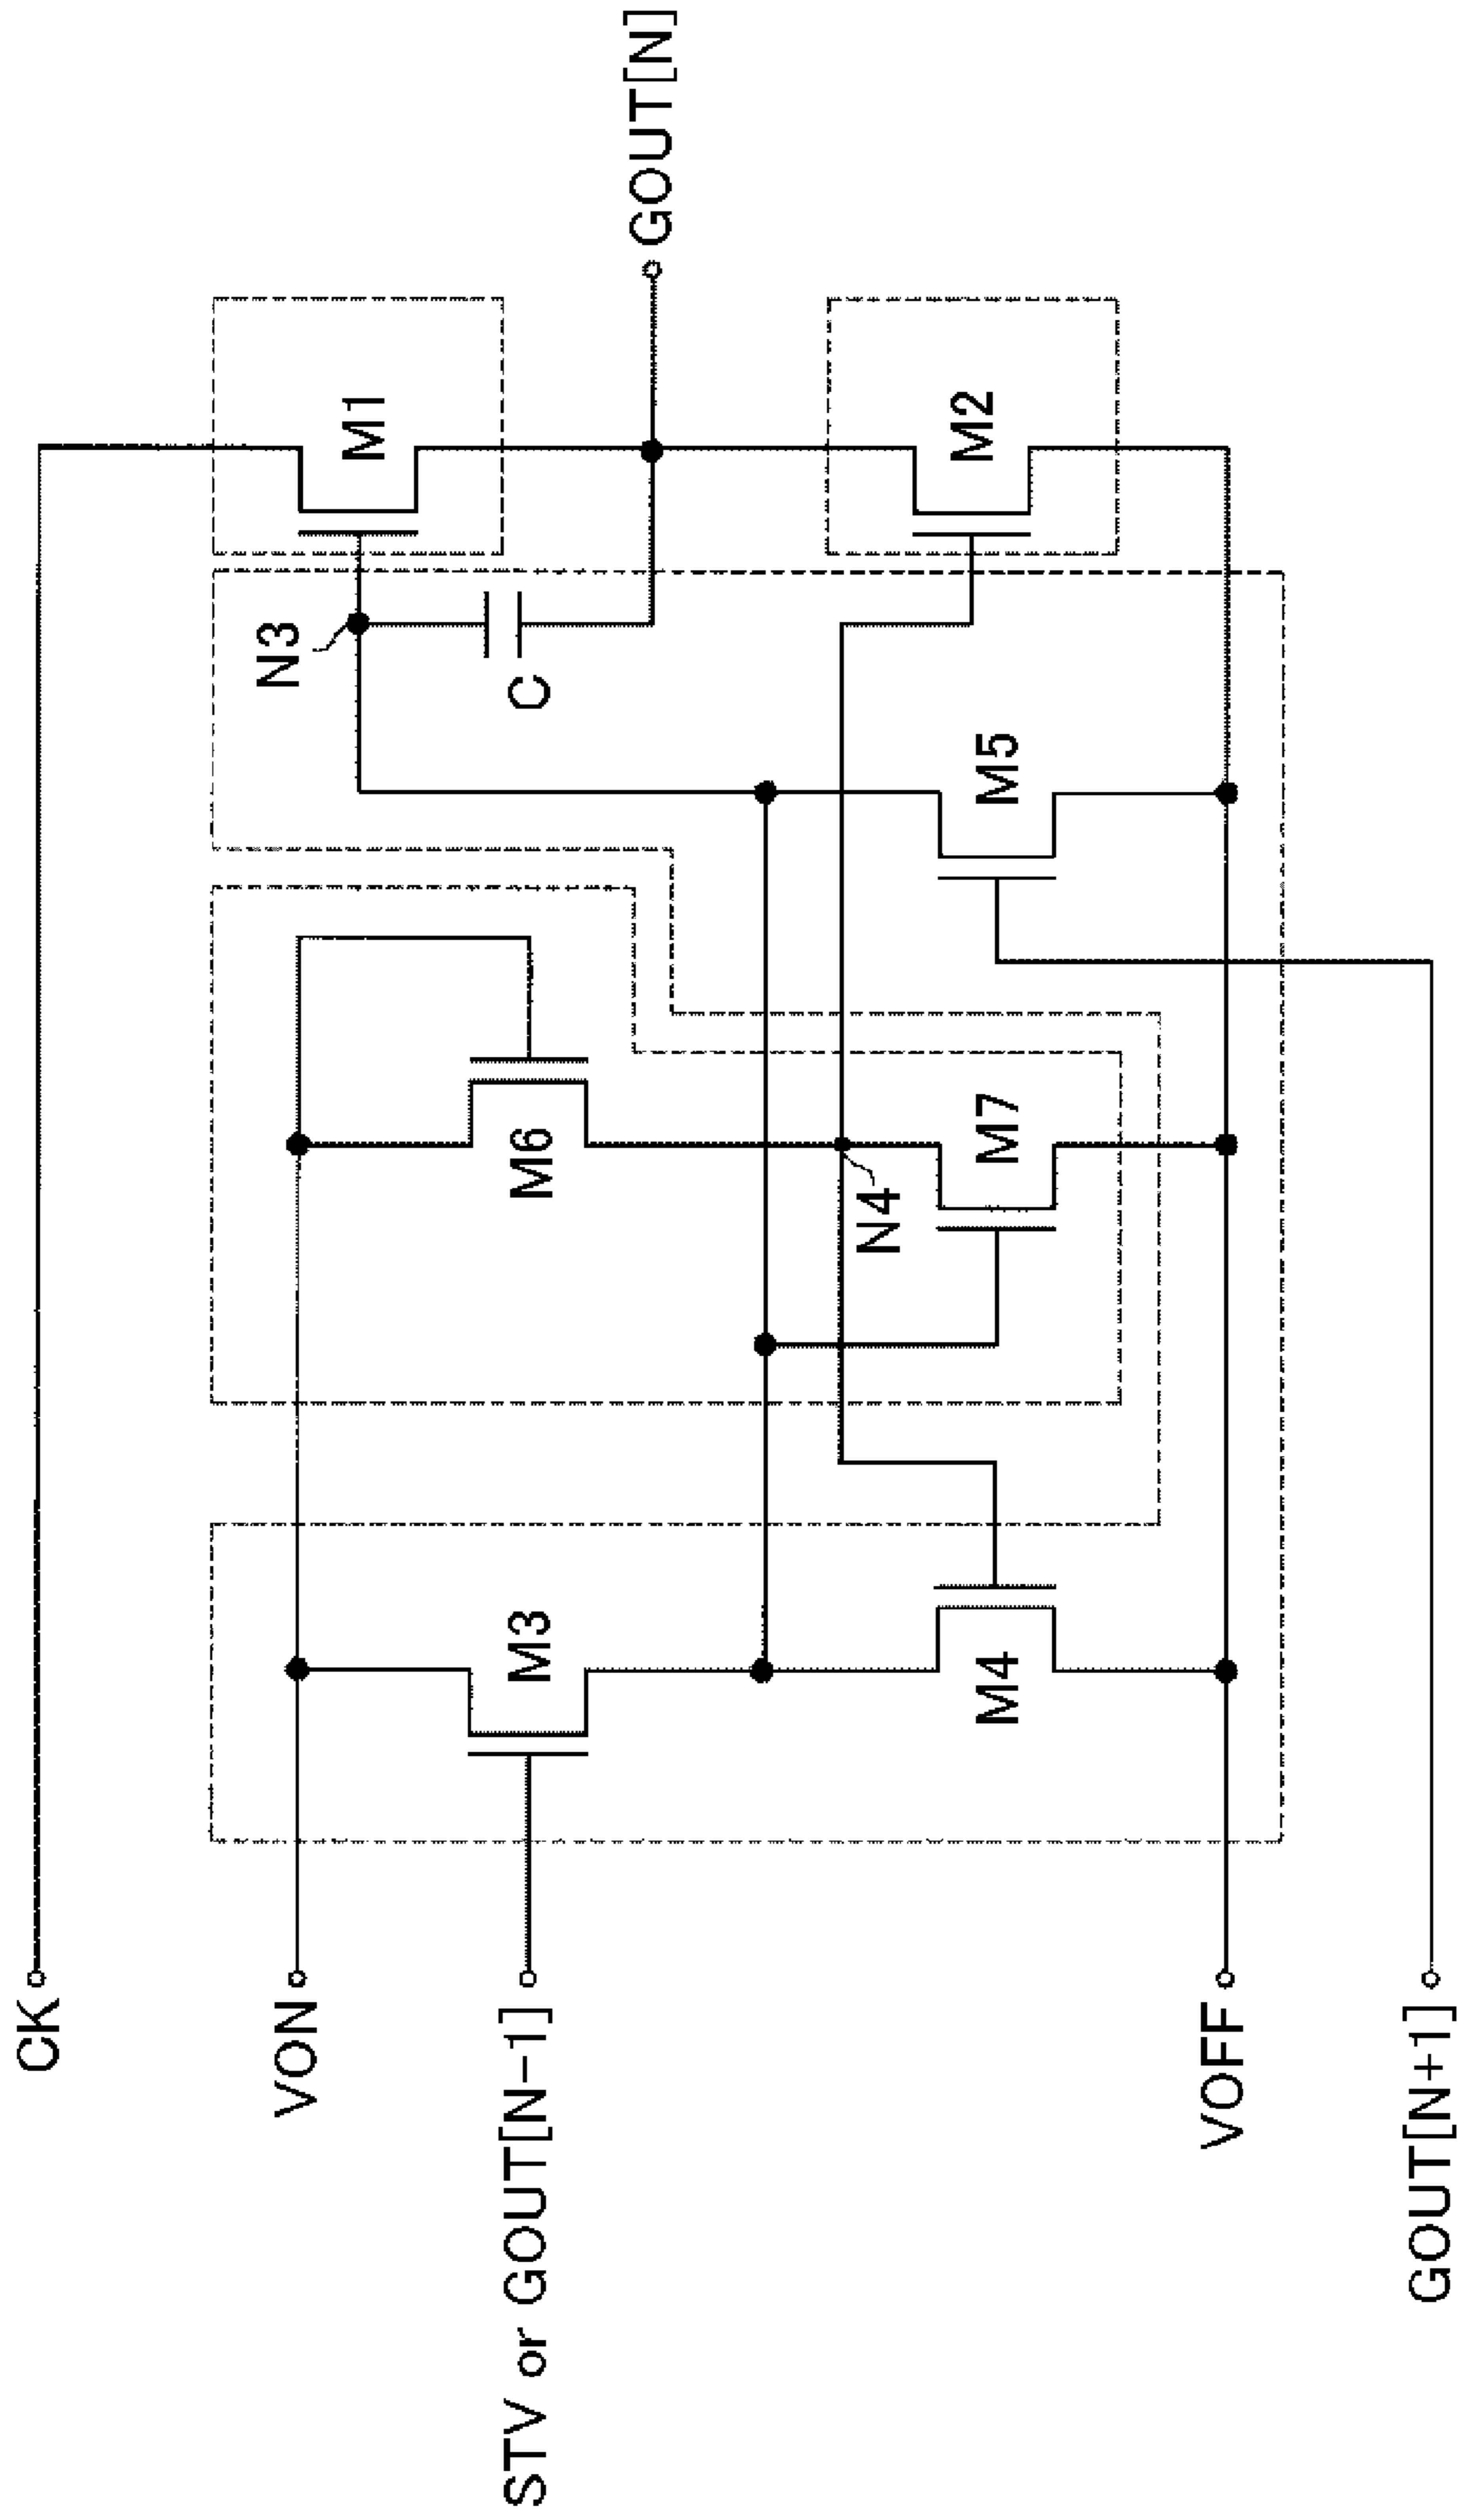 CK
VON
STV or GOUT[N-1]
VOFF
GOUT[N+1]
M3
M4
M6
N4
M7
M5
N3
C
M1
M2
GOUT[N]